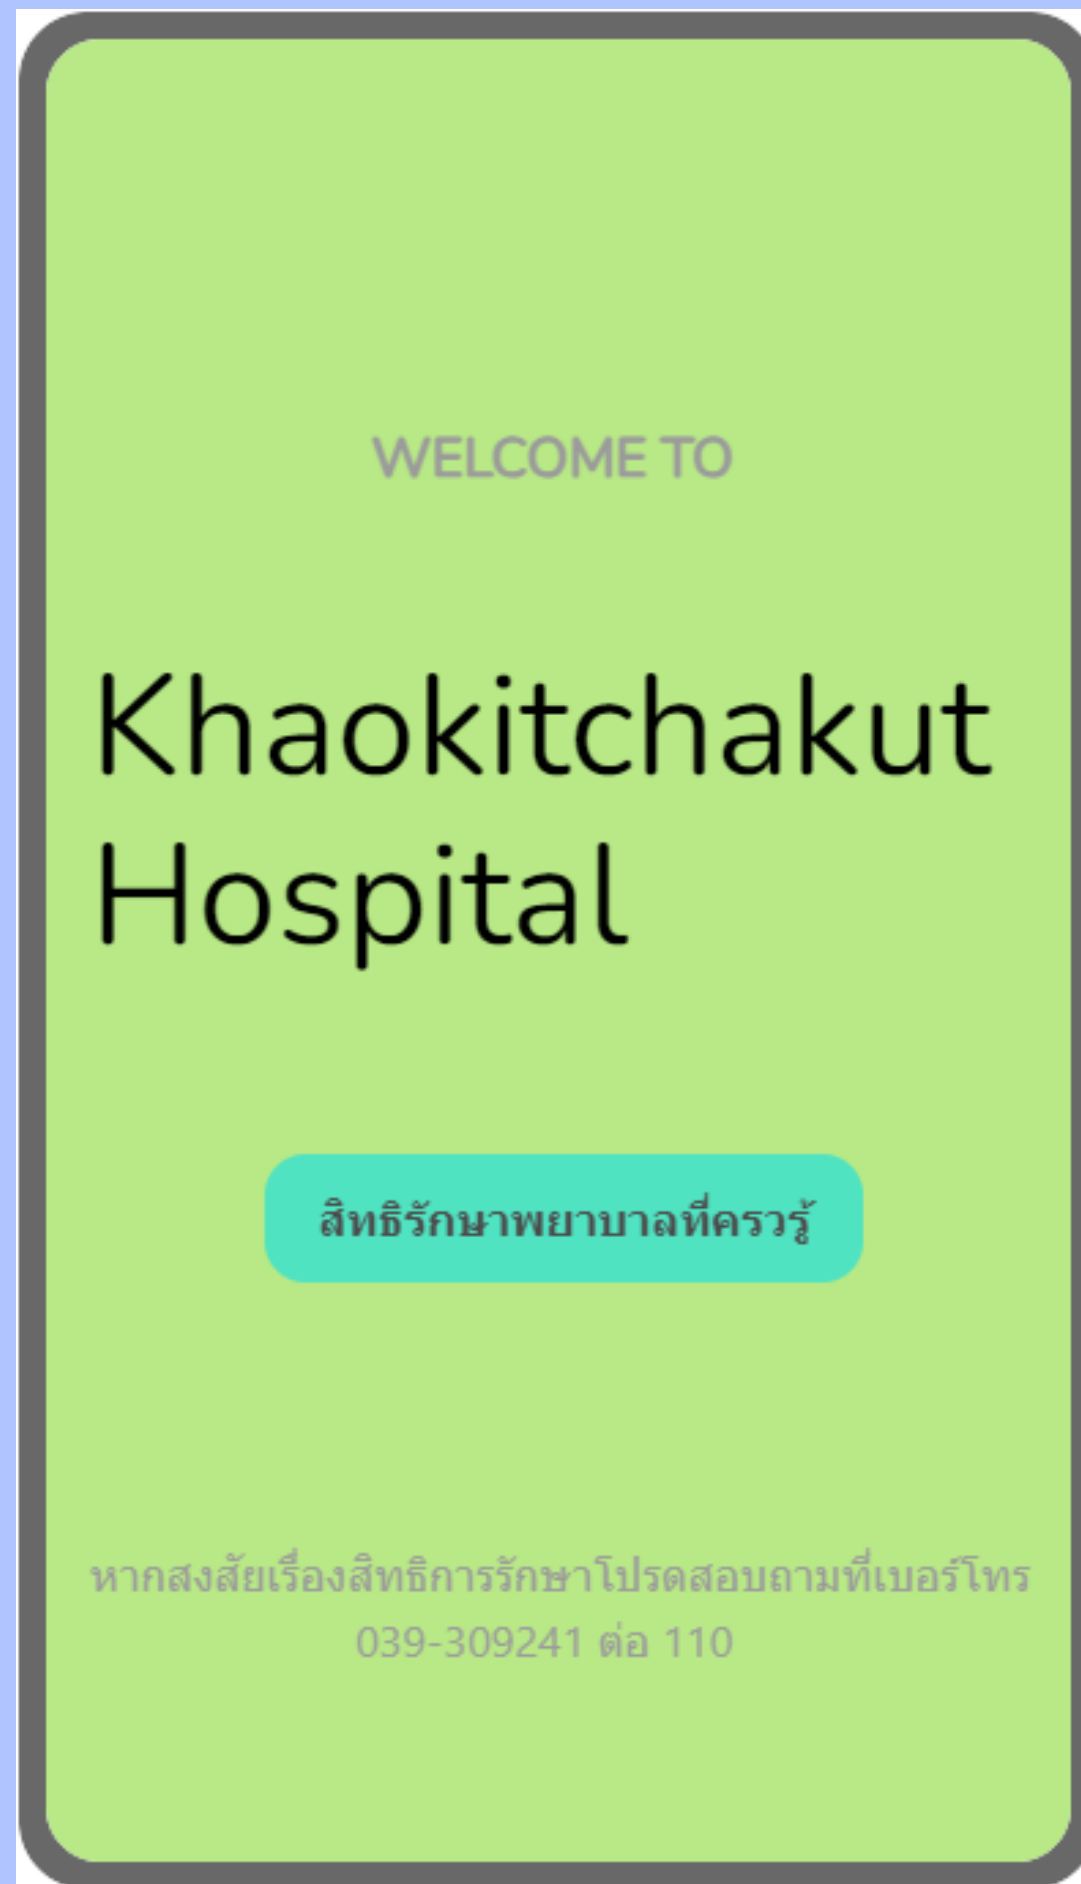 WELCOME TO
Khaokitchakut
Hospital
สิทธิรักษาพยาบาลที่ครวรู้
หากสงสัยเรื่องสิทธิการรักษาโปรดสอบถามที่เบอร์โทร
039-309241 ต่อ 110